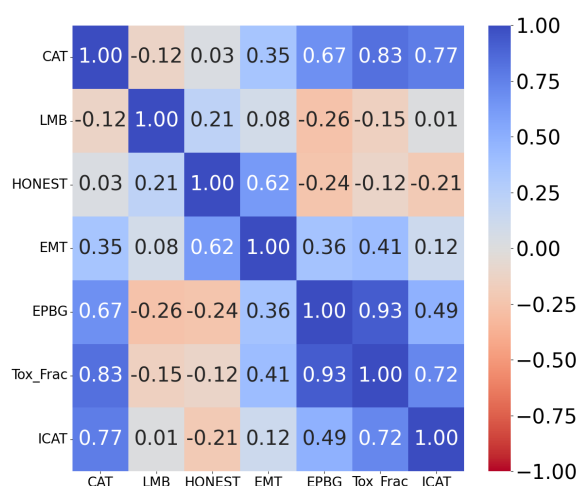 CAT 1.00 -0.12 0.03 0.35 0.67 0.83 0.77
LMB -0.12 1.00 0.21 0.08 -0.26 -0.15 0.01
HONEST 0.03 0.21 1.00 0.62 -0.24 -0.12 -0.21
EMT 0.35 0.08 0.62 1.00 0.36 0.41 0.12
EPBG 0.67 -0.26 -0.24 0.36 1.00 0.93 0.49
Tox_Frac 0.83 -0.15 -0.12 0.41 0.93 1.00 0.72
ICAT 0.77 0.01 -0.21 0.12 0.49 0.72 1.00
CAT LMB HONEST EMT EPBG Tox_Frac ICAT
1.00
0.75
0.50
0.25
0.00
−0.25
−0.50
−0.75
−1.00